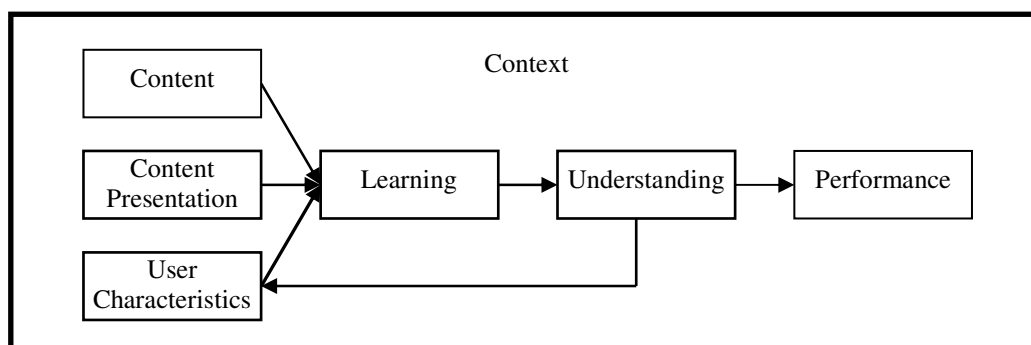 Context
Content
Content
Presentation
Learning
Understanding
Performance
User
Characteristics